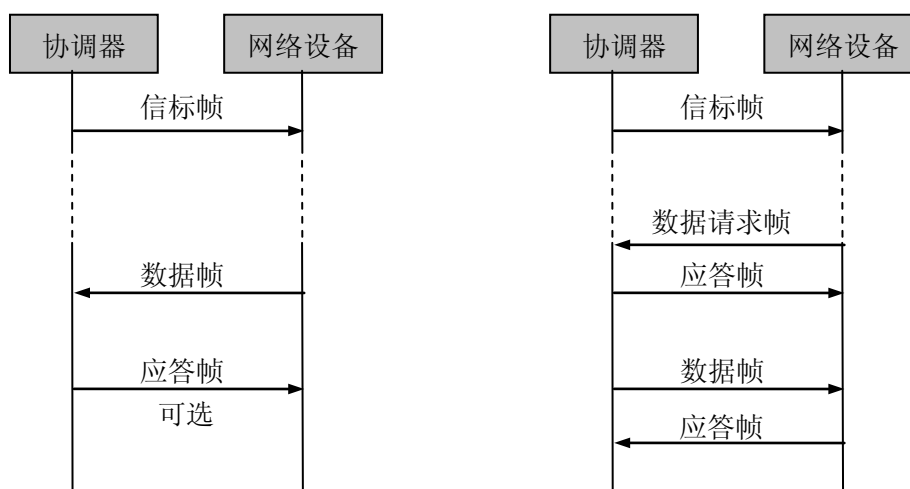 协调器
网络设备
信标帧
数据帧
应答帧
可选
协调器
网络设备
信标帧
数据请求帧
应答帧
数据帧
应答帧